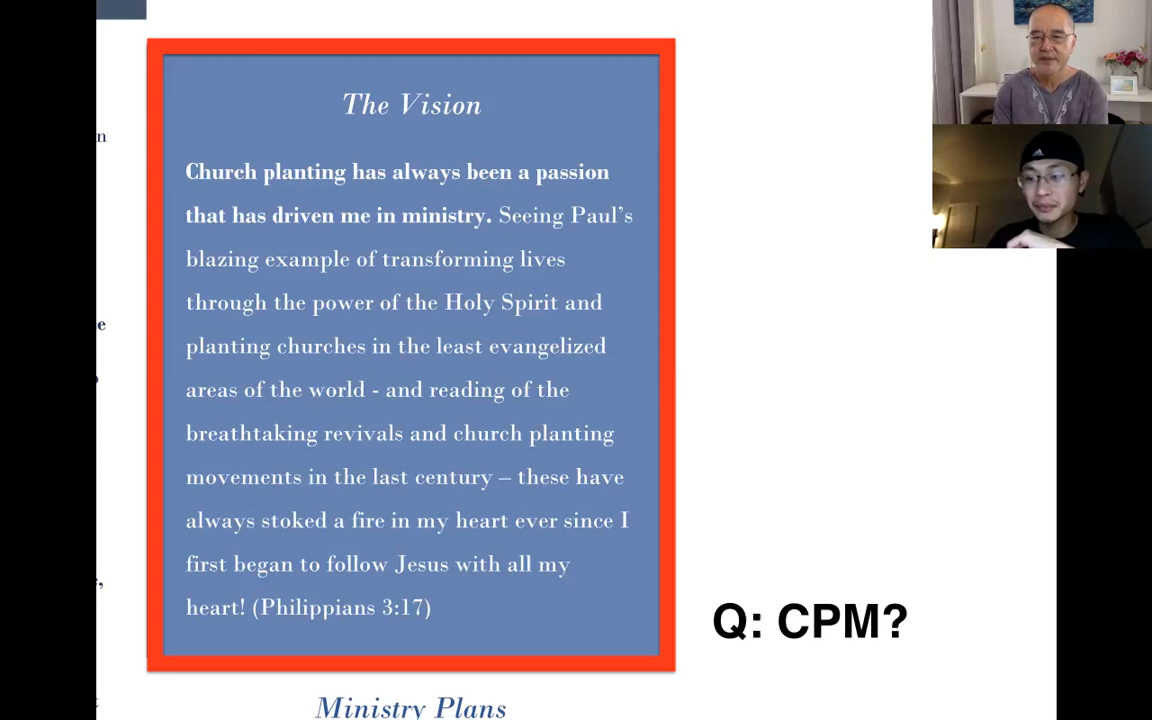 The Vision
Church planting has always been a passion
that has driven me in ministry. Seeing Paul's
blazing example of transforming lives
through the power of the Holy Spirit and
planting churches in the least evangelized
areas of the world - and reading of the
breathtaking revivals and church planting
movements in the last century – these have
always stoked a fire in my heart ever since I
first began to follow Jesus with all my
heart! (Philippians 3:17)
Q: CPM?
Ministry Plans